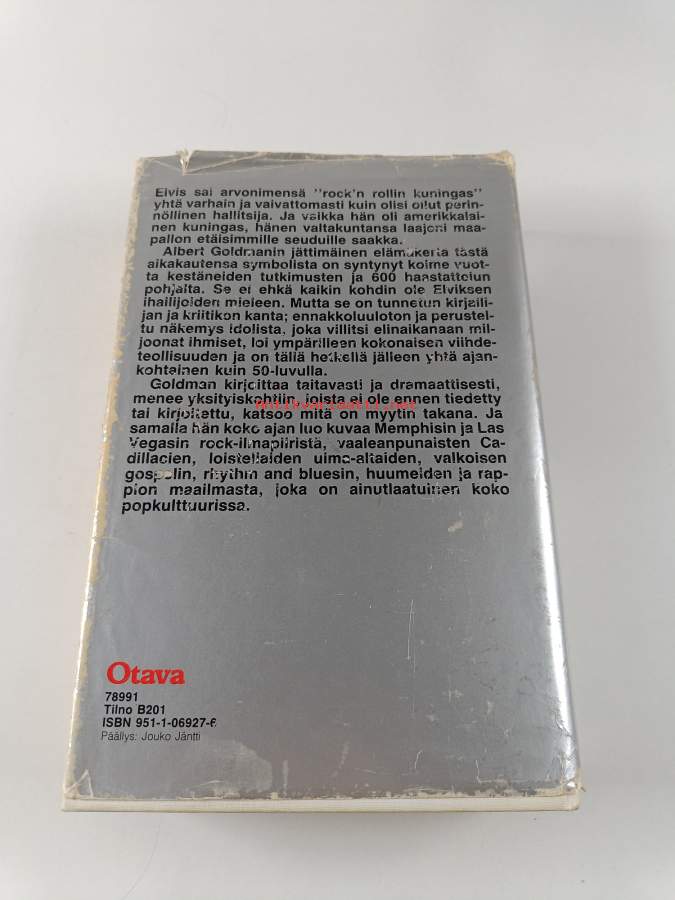 Elvis sai arvonimensä "rock'n rollin kuningas"
yhtä varhain ja vaivattomasti kuin olisi ollut perin-
nöllinen hallitsija. Ja vaikka hän oli amerikkalai-
nen kuningas, hänen valtakuntansa laajeni maa-
pallon etäisimmille seuduille saakka.
Albert Goldmanin jättimäinen elämäkerta tästä
aikakautensa symbolista on syntynyt kolme vuot-
ta kestäneiden tutkimusten ja 600 haastattelun
pohjalta. Se ei ehkä kaikin kohdin ole Elviksen
ihailijoiden mieleen. Mutta se on tunnetun kirjaili-
jan ja kriitikon kanta; ennakkoluuloton ja perustel-
tu näkemys idolista, joka villitsi elinaikanaan mil-
joonat ihmiset, loi ympärilleen kokonaisen viihde-
teollisuuden ja on tällä hetkellä jälleen yhtä ajan-
kohtainen kuin 50-luvulla.
Goldman kirjoittaa taitavasti ja dramaattisesti,
menee yksityiskohtiin, joista ei ole ennen tiedetty
tai kirjoitettu, katsoo mitä on myytin takana. Ja
samalla hän koko ajan luo kuvaa Memphisin ja Las
Vegasin rock-ilmapiiristä, vaaleanpunaisten Ca-
dillacien, loistellaiden uima-altaiden, valkoisen
gospelin, rhythm and bluesin, huumeiden ja rap-
pion maailmasta, joka on ainutlaatuinen koko
popkulttuurissa.
Antikvariaatti.net
Otava
78991
Tilno B201
ISBN 951-1-06927-6
Päällys: Jouko Jäntti